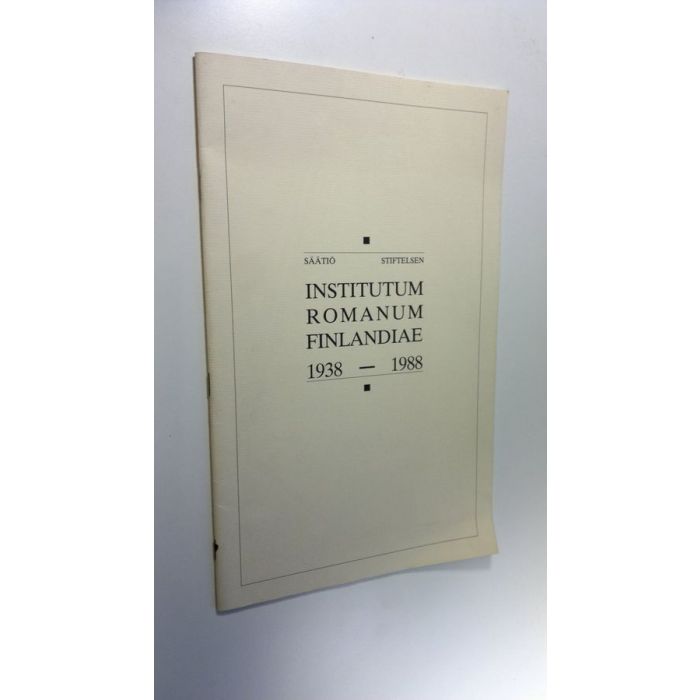 SÄÄTIÖ STIFTELSEN
INSTITUTUM
ROMANUM
FINLANDIAE
1938 — 1988